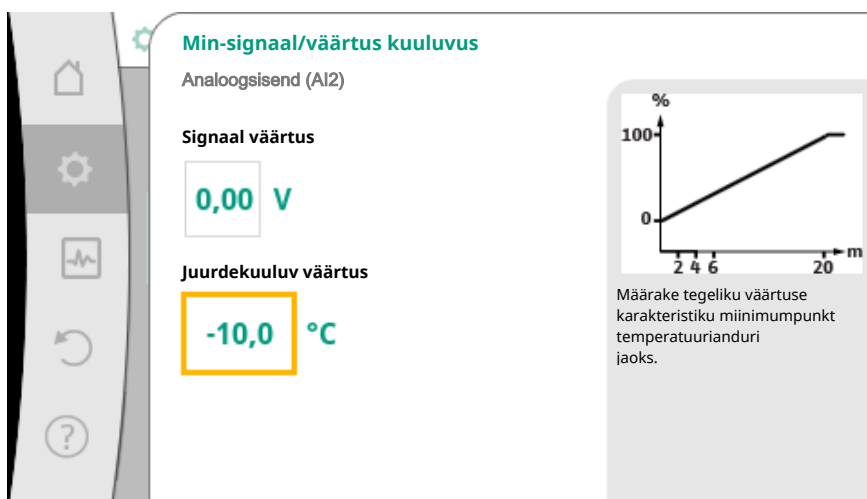 Min-signaal/väärtus kuuluvus
Analoogsisend (AI2)
Signaal väärtus
0,00 V
Juurdekuuluv väärtus
-10,0 °C
%
100
0
2 4 6 20 m
Määrake tegeliku väärtuse
karakteristiku miinimumpunkt
temperatuurianduri
jaoks.
?